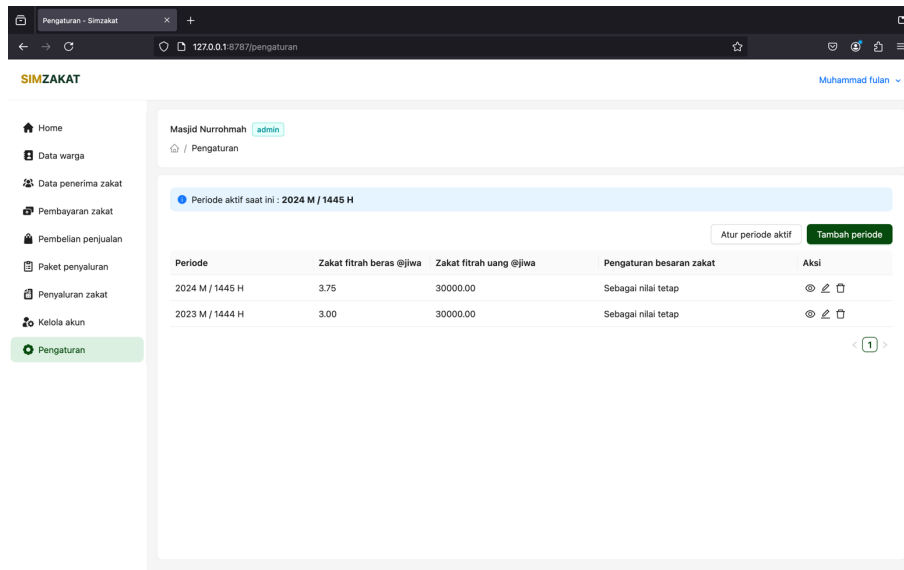 Pengaturan - Simzakat
127.0.0.1:8787/pengaturan
SIMZAKAT
Muhammad fulan
Home
Data warga
Data penerima zakat
Pembayaran zakat
Pembelian penjualan
Paket penyaluran
Penyaluran zakat
Kelola akun
Pengaturan
Masjid Nurrohmah admin
/ Pengaturan
Periode aktif saat ini : 2024 M / 1445 H
Atur periode aktif Tambah periode
Periode Zakat fitrah beras @jiwa Zakat fitrah uang @jiwa Pengaturan besaran zakat Aksi
2024 M / 1445 H 3.75 30000.00 Sebagai nilai tetap
2023 M / 1444 H 3.00 30000.00 Sebagai nilai tetap
< 1 >